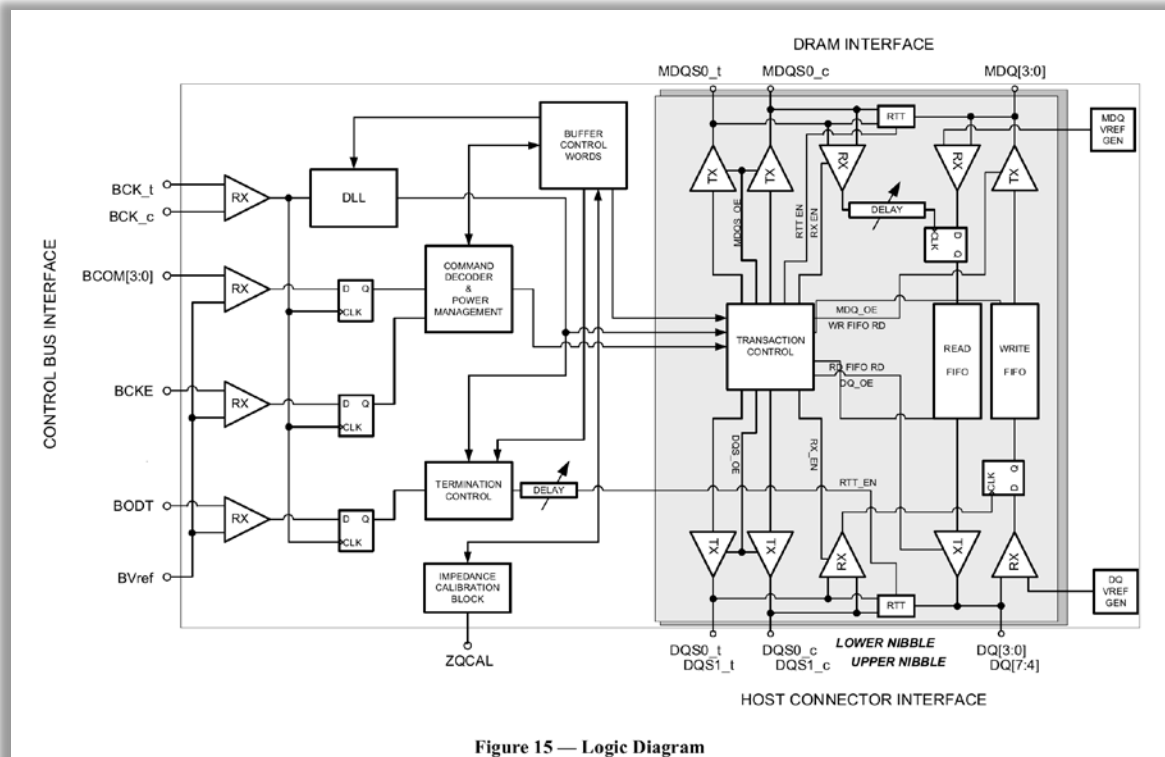 DRAM INTERFACE
MDQS0_t
MDQS0_c
MDQ[3:0]
CONTROL BUS INTERFACE
BCK_t
BCK_c
BCOM[3:0]
BCKE
BODT
BVref
RX
RX
RX
RX
DLL
BUFFER
CONTROL
WORDS
COMMAND
DECODER
&
POWER
MANAGEMENT
D Q
CLK
D Q
CLK
D Q
CLK
TERMINATION
CONTROL
DELAY
IMPEDANCE
CALIBRATION
BLOCK
ZQCAL
RTT
MDQ
VREF
GEN
TX
TX
RX
RX
TX
MDQS_OE
RTT EN
RX EN
DELAY
D
CLK
Q
TRANSACTION
CONTROL
MDQ_OE
WR FIFO RD
RD FIFO RD
DQ_OE
READ
FIFO
WRITE
FIFO
DQS_OE
RX_EN
RTT_EN
Q
CLK
D
TX
TX
RX
TX
RX
RTT
DQ
VREF
GEN
DQS0_t
DQS1_t
DQS0_c
DQS1_c
LOWER NIBBLE
UPPER NIBBLE
DQ[3:0]
DQ[7:4]
HOST CONNECTOR INTERFACE
Figure 15 — Logic Diagram